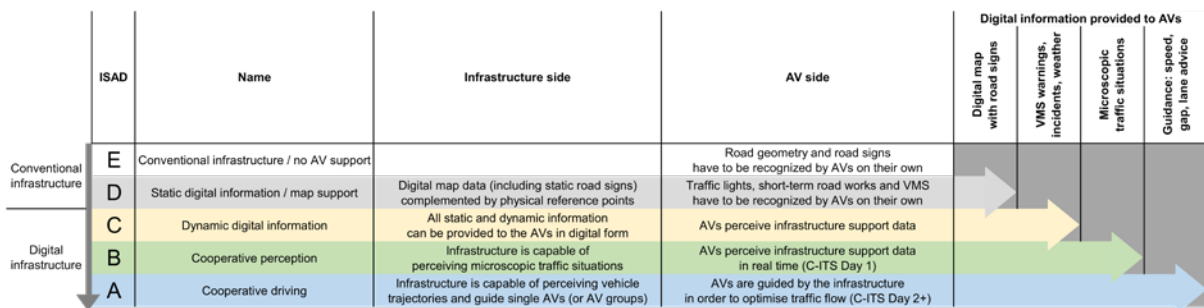 Digital information provided to AVs
ISAD
Name
Infrastructure side
AV side
Digital map
with road signs
VMS warnings,
incidents, weather
Microscopic
traffic situations
Guidance: speed,
gap, lane advice
Conventional
infrastructure
E
Conventional infrastructure / no AV support
Road geometry and road signs
have to be recognized by AVs on their own
D
Static digital information / map support
Digital map data (including static road signs)
complemented by physical reference points
Traffic lights, short-term road works and VMS
have to be recognized by AVs on their own
Digital
infrastructure
C
Dynamic digital information
All static and dynamic information
can be provided to the AVs in digital form
AVs perceive infrastructure support data
B
Cooperative perception
Infrastructure is capable of
perceiving microscopic traffic situations
AVs perceive infrastructure support data
in real time (C-ITS Day 1)
A
Cooperative driving
Infrastructure is capable of perceiving vehicle
trajectories and guide single AVs (or AV groups)
AVs are guided by the infrastructure
in order to optimise traffic flow (C-ITS Day 2+)